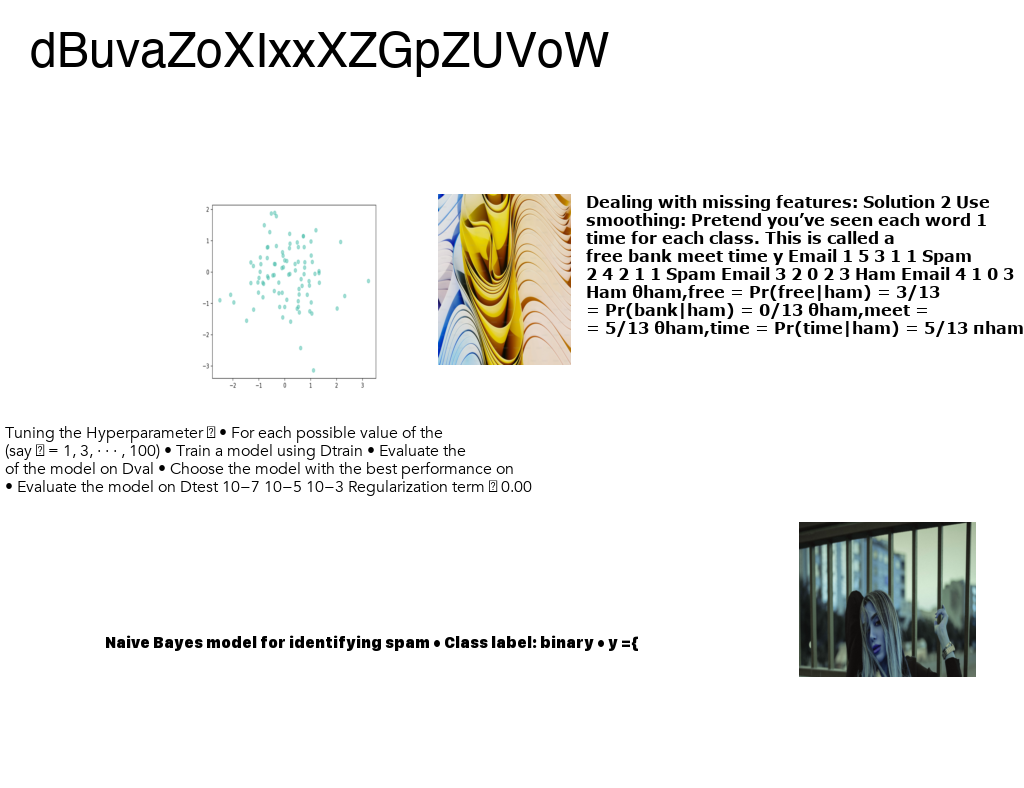 dBuvaZoXIxxXZGpZUVoW
2
1
0
−1
−2
−3
−2 −1 0 1 2 3
Dealing with missing features: Solution 2 Use
smoothing: Pretend you’ve seen each word 1
time for each class. This is called a
free bank meet time y Email 1 5 3 1 1 Spam
2 4 2 1 1 Spam Email 3 2 0 2 3 Ham Email 4 1 0 3
Ham θham,free = Pr(free|ham) = 3/13
= Pr(bank|ham) = 0/13 θham,meet =
= 5/13 θham,time = Pr(time|ham) = 5/13 πham
Tuning the Hyperparameter • For each possible value of the
(say = 1, 3, · · · , 100) • Train a model using Dtrain • Evaluate the
of the model on Dval • Choose the model with the best performance on
• Evaluate the model on Dtest 10−7 10−5 10−3 Regularization term 0.00
Naive Bayes model for identifying spam • Class label: binary • y ={